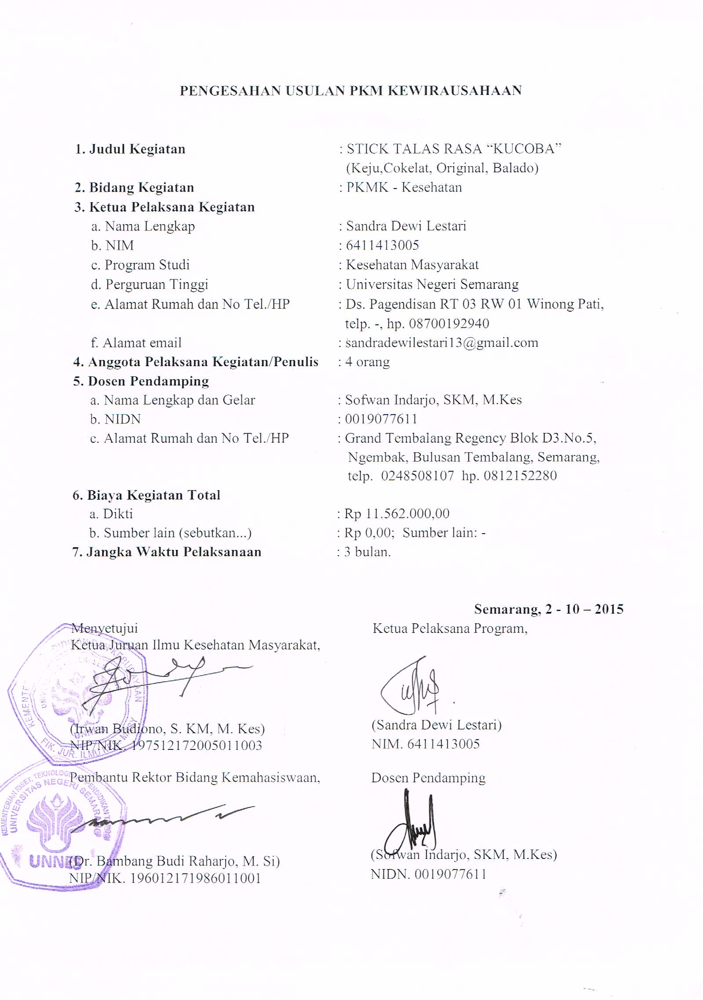 PENGESAHAN USULAN PKM KEWIRAUSAHAAN
1. Judul Kegiatan : STICK TALAS RASA “KUCOBA”
(Keju,Cokelat, Original, Balado)
2. Bidang Kegiatan : PKMK - Kesehatan
3. Ketua Pelaksana Kegiatan
a. Nama Lengkap : Sandra Dewi Lestari
b. NIM : 6411413005
c. Program Studi : Kesehatan Masyarakat
d. Perguruan Tinggi : Universitas Negeri Semarang
e. Alamat Rumah dan No Tel./HP : Ds. Pagendisan RT 03 RW 01 Winong Pati,
telp. -, hp. 08700192940
f. Alamat email : sandradewilestari13@gmail.com
4. Anggota Pelaksana Kegiatan/Penulis : 4 orang
5. Dosen Pendamping
a. Nama Lengkap dan Gelar : Sofwan Indarjo, SKM, M.Kes
b. NIDN : 0019077611
c. Alamat Rumah dan No Tel./HP : Grand Tembalang Regency Blok D3.No.5,
Ngembak, Bulusan Tembalang, Semarang,
telp. 0248508107 hp. 0812152280
6. Biaya Kegiatan Total
a. Dikti : Rp 11.562.000,00
b. Sumber lain (sebutkan...) : Rp 0,00; Sumber lain: -
7. Jangka Waktu Pelaksanaan : 3 bulan.
Semarang, 2 - 10 – 2015
Menyetujui
Ketua Juruan Ilmu Kesehatan Masyarakat,
Ketua Pelaksana Program,
(Irwan Budiono, S. KM, M. Kes)
NIP/NIK. 197512172005011003
(Sandra Dewi Lestari)
NIM. 6411413005
DAN KEBUDAYAAN
UNNES
FIK. JUR. ILMU KES. MASY
Pembantu Rektor Bidang Kemahasiswaan,
Dosen Pendamping
(Dr. Bambang Budi Raharjo, M. Si)
NIP/NIK. 196012171986011001
(Sofwan Indarjo, SKM, M.Kes)
NIDN. 0019077611
KEMENTERIAN RISET, TEKNOLOGI DAN PENDIDIKAN TINGGI
UNIVERSITAS NEGERI SEMARANG
UNNES